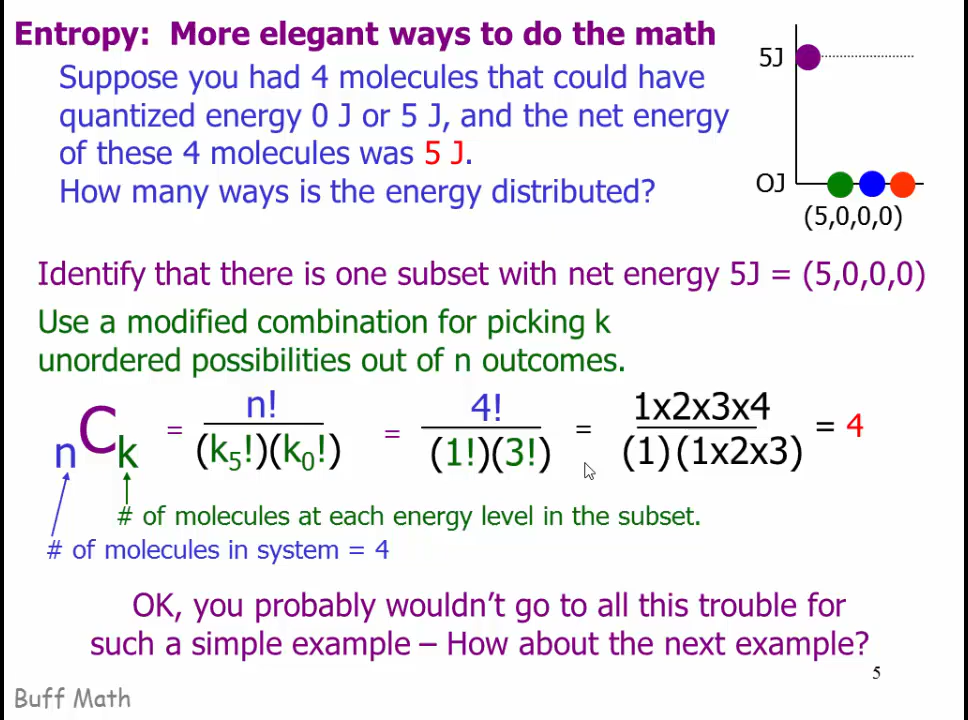 Entropy: More elegant ways to do the math
Suppose you had 4 molecules that could have
quantized energy 0 J or 5 J, and the net energy
of these 4 molecules was 5 J.
How many ways is the energy distributed?
5J
OJ
(5,0,0,0)
Identify that there is one subset with net energy 5J = (5,0,0,0)
Use a modified combination for picking k
unordered possibilities out of n outcomes.
nCk = n! / (k5!)(k0!) = 4! / (1!)(3!) = 1x2x3x4 / (1)(1x2x3) = 4
# of molecules at each energy level in the subset.
# of molecules in system = 4
OK, you probably wouldn't go to all this trouble for
such a simple example – How about the next example?
5
Buff Math